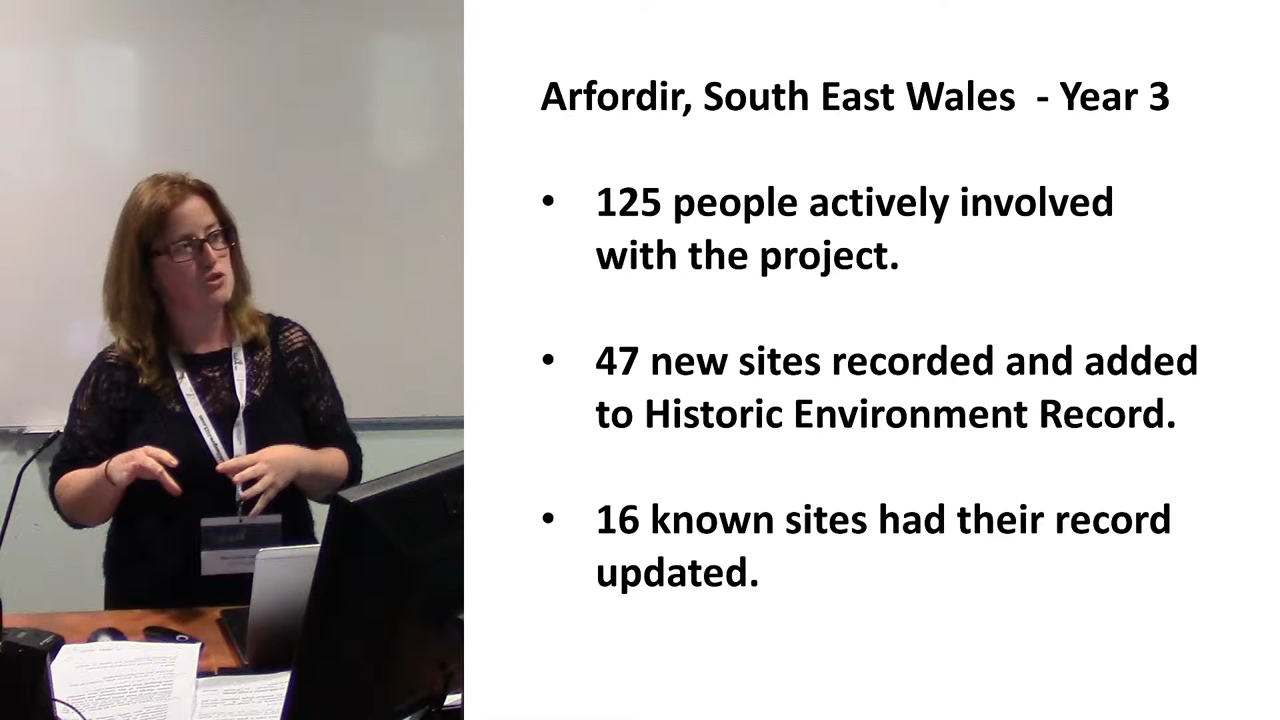 Arfordir, South East Wales - Year 3
• 125 people actively involved
with the project.
• 47 new sites recorded and added
to Historic Environment Record.
• 16 known sites had their record
updated.